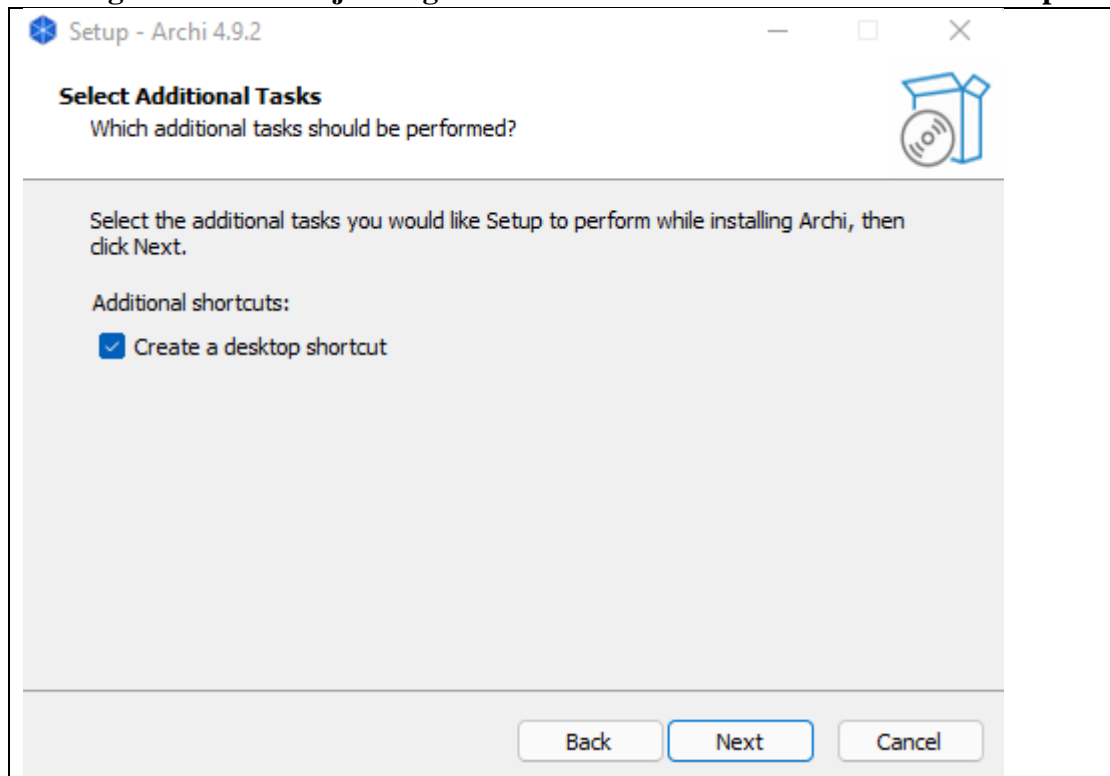 Setup - Archi 4.9.2
Select Additional Tasks
Which additional tasks should be performed?
Select the additional tasks you would like Setup to perform while installing Archi, then
click Next.
Additional shortcuts:
Create a desktop shortcut
Back Next Cancel